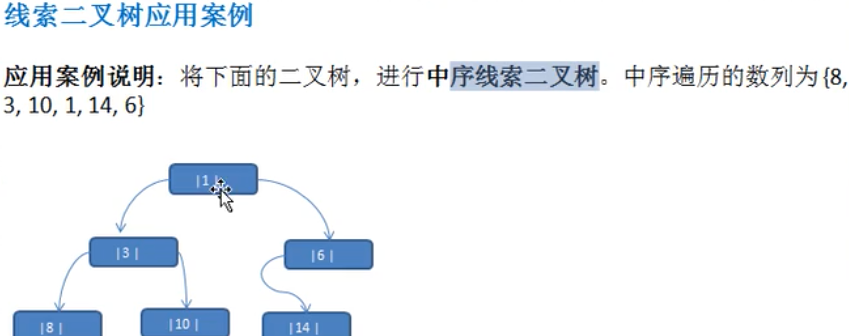 线索二叉树应用案例
应用案例说明：将下面的二叉树，进行中序线索二叉树。中序遍历的数列为 {8,
3, 10, 1, 14, 6}
|1 |
|3 |
|6 |
|8 |
|10 |
|14 |